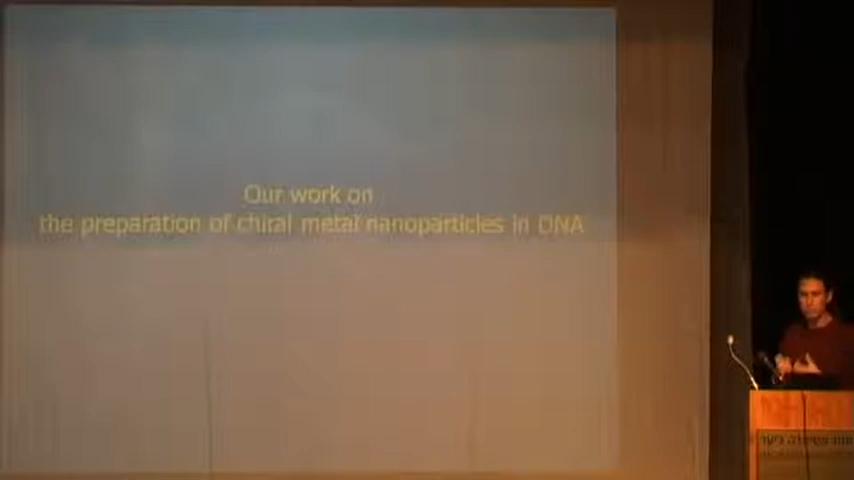 Our work on
the preparation of chiral metal nanoparticles in DNA